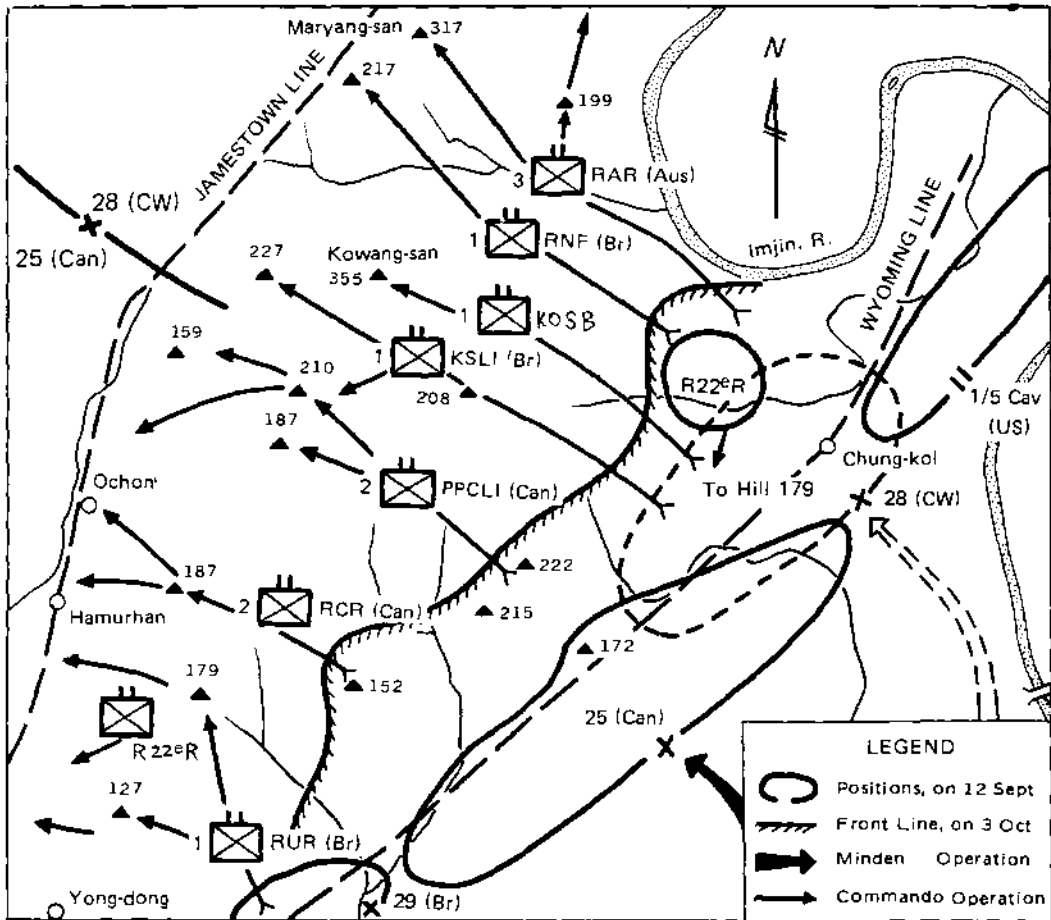 Maryang-san
317
217
JAMESTOWN LINE
199
N
3
RAR (Aus)
28 (CW)
25 (Can)
1
RNF (Br)
Imjin, R.
WYOMING LINE
227
Kowang-san
355
1
KOSB
159
1
KSLI (Br)
210
208
R22eR
187
1/5 Cav
(US)
Chung-kol
Ochon
2
PPCLI (Can)
To Hill 179
28 (CW)
187
222
2
RCR (Can)
215
Hamurhan
172
179
152
25 (Can)
R22eR
127
1
RUR (Br)
Yong-dong
29 (Br)
LEGEND
Positions, on 12 Sept
Front Line, on 3 Oct
Minden Operation
Commando Operation